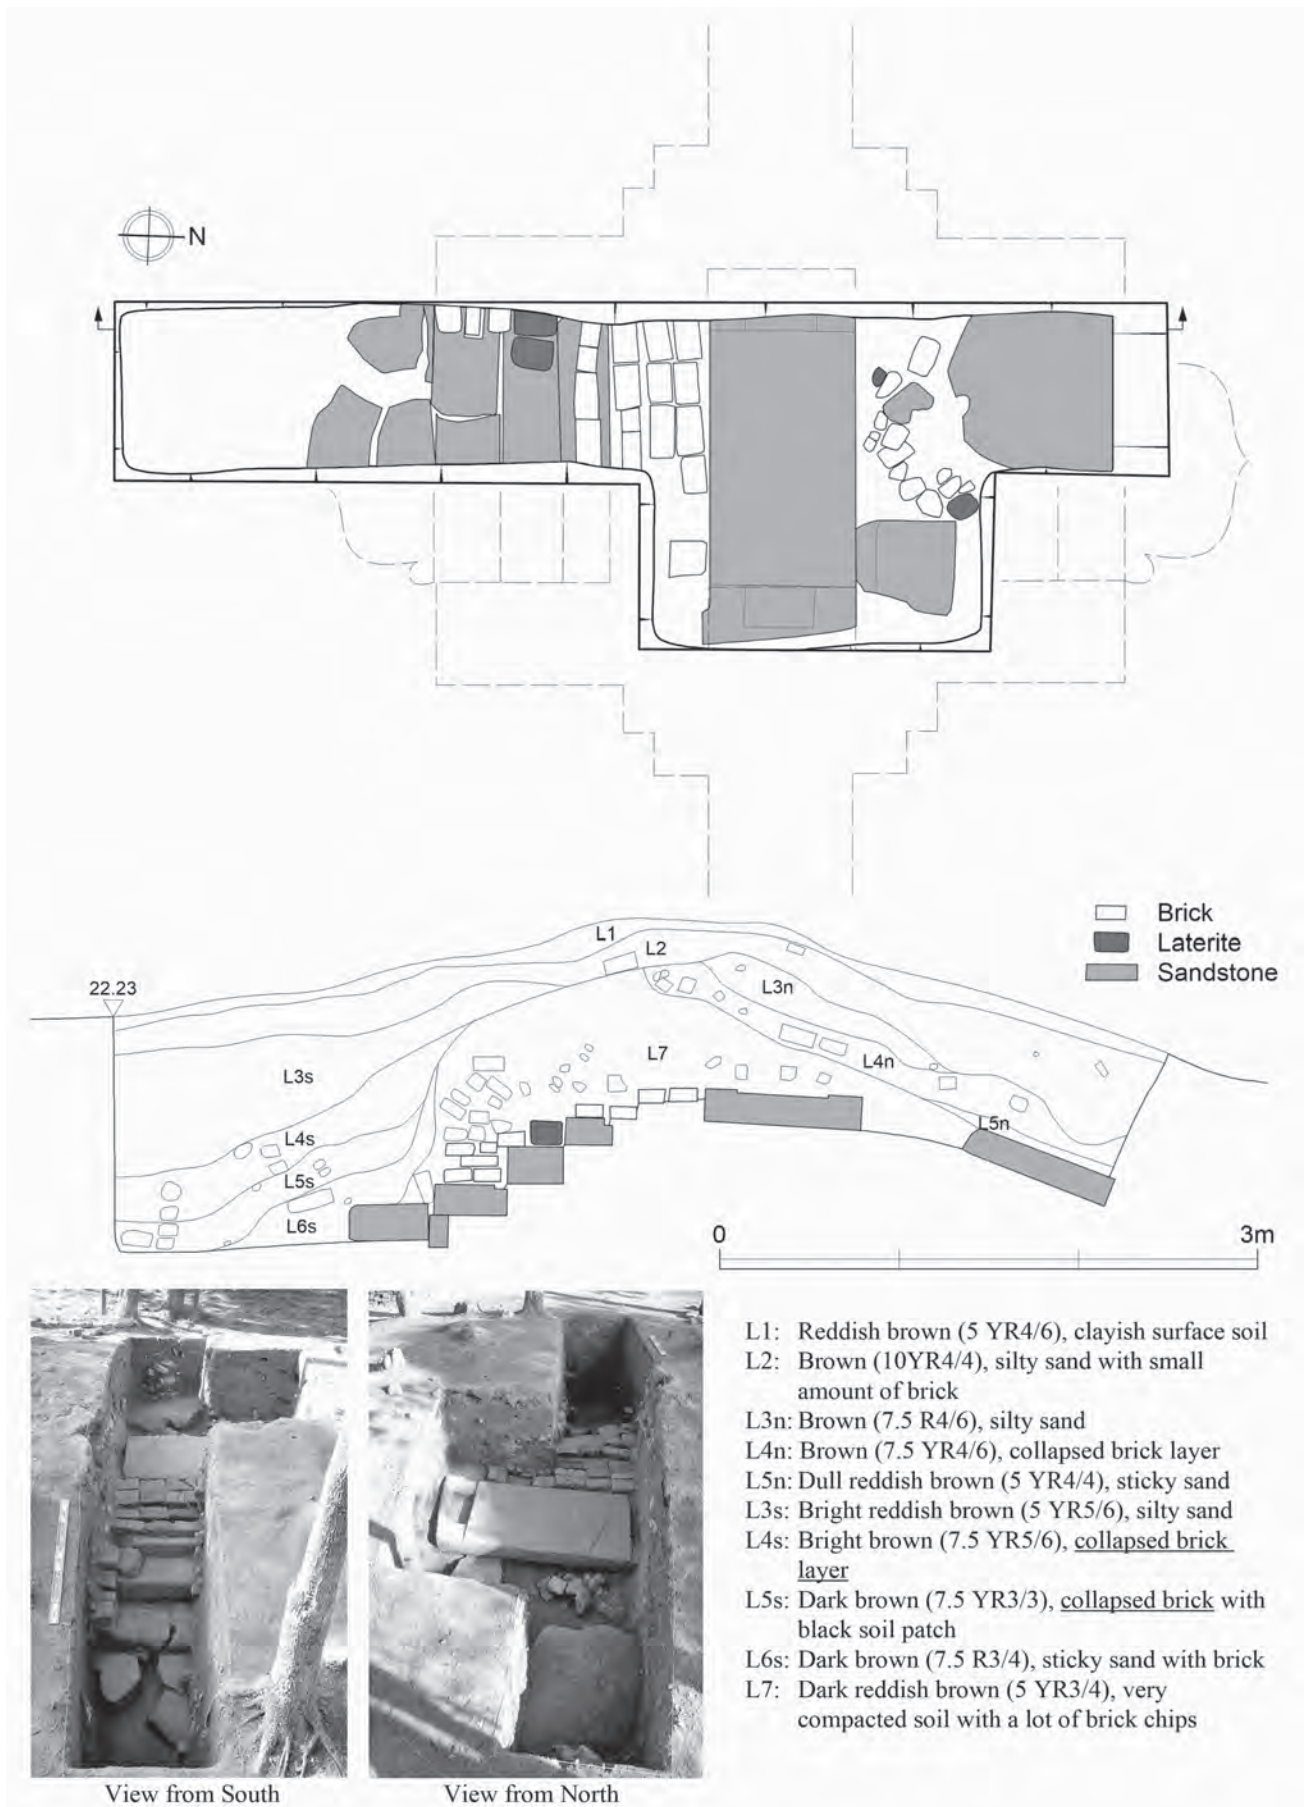 N
Brick
Laterite
Sandstone
L1
L2
22.23
L3n
L7
L4n
L3s
L4s
L5n
L5s
L6s
0 3m
L1: Reddish brown (5 YR4/6), clayish surface soil
L2: Brown (10YR4/4), silty sand with small
amount of brick
L3n: Brown (7.5 R4/6), silty sand
L4n: Brown (7.5 YR4/6), collapsed brick layer
L5n: Dull reddish brown (5 YR4/4), sticky sand
L3s: Bright reddish brown (5 YR5/6), silty sand
L4s: Bright brown (7.5 YR5/6), collapsed brick
layer
L5s: Dark brown (7.5 YR3/3), collapsed brick with
black soil patch
L6s: Dark brown (7.5 R3/4), sticky sand with brick
L7: Dark reddish brown (5 YR3/4), very
compacted soil with a lot of brick chips
View from South
View from North